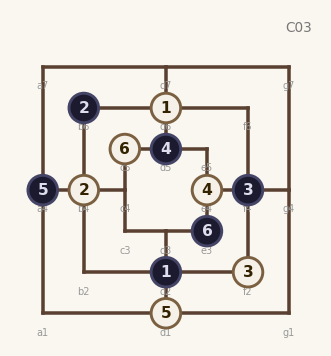 C03
a7 d7 g7
2 1
b6 d6 f6
6 4
c5 d5 e5
5 2 4 3
a4 b4 c4 e4 f4 g4
6
c3 d3 e3
1 3
b2 d2 f2
5
a1 d1 g1